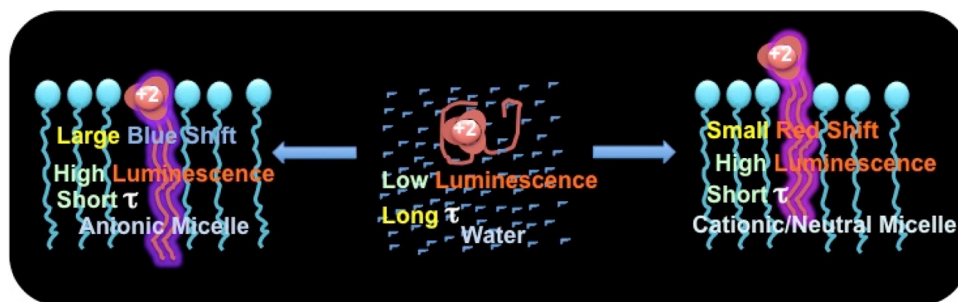 +2
Large Blue Shift
High Luminescence
Short τ
Anionic Micelle
+2
Low Luminescence
Long τ
Water
+2
Small Red Shift
High Luminescence
Short τ
Cationic/Neutral Micelle